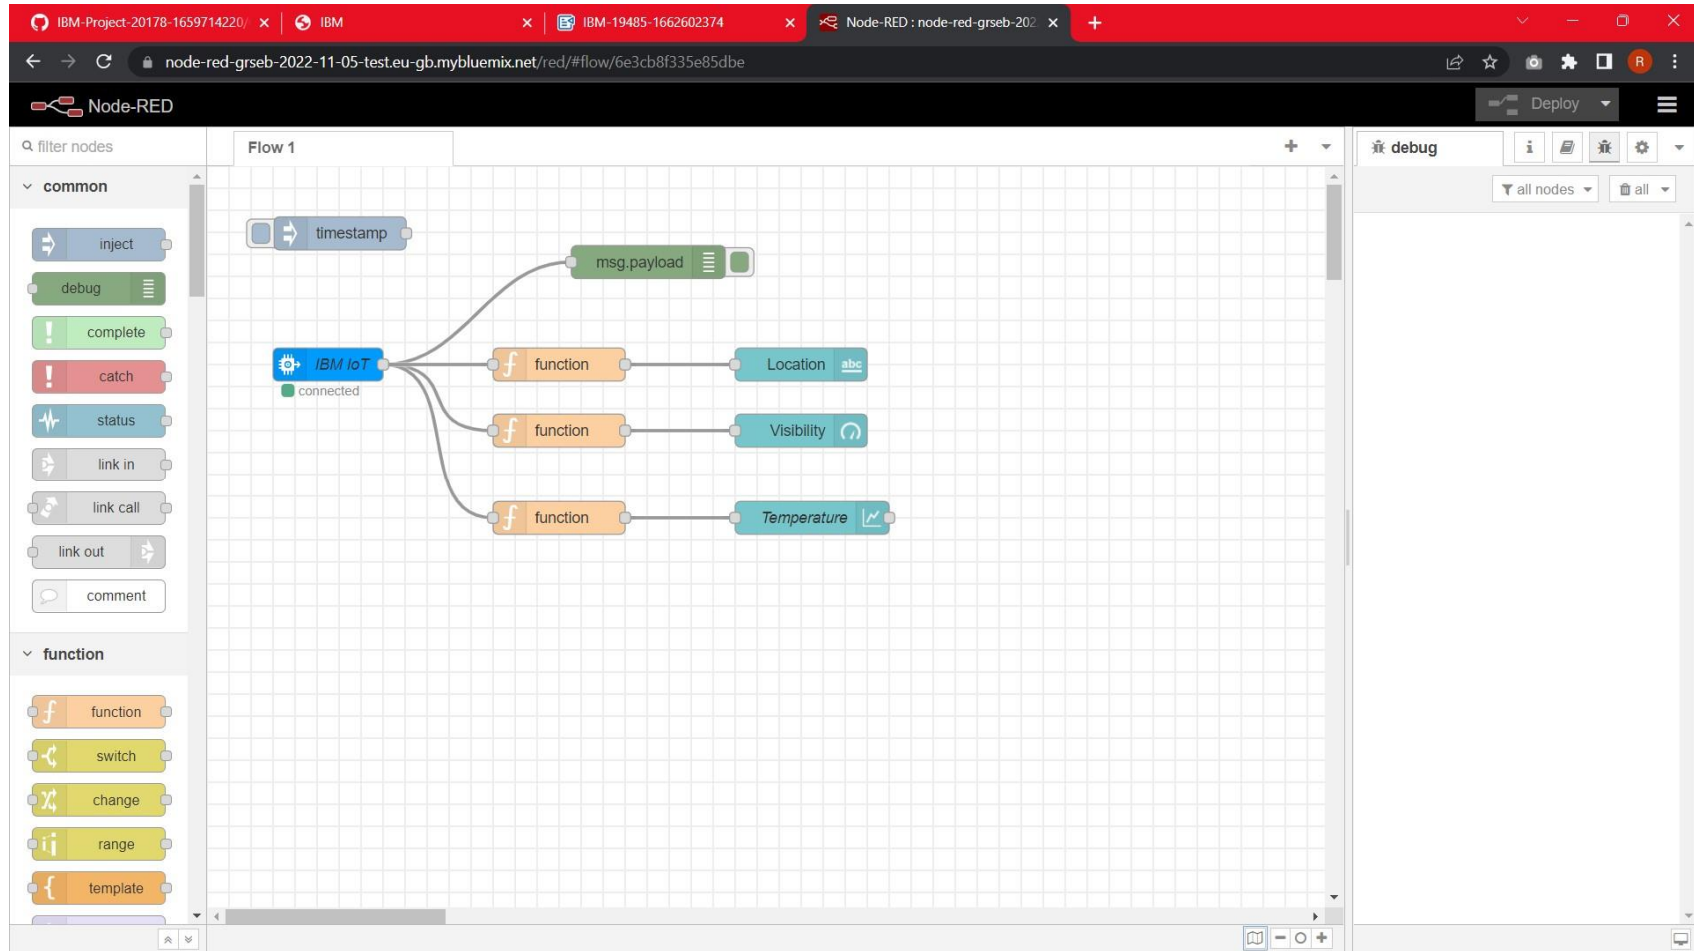 IBM-Project-20178-1659714220/
IBM
IBM-19485-1662602374
Node-RED : node-red-grseb-202
node-red-grseb-2022-11-05-test.eu-gb.mybluemix.net/red/#flow/6e3cb8f335e85dbe
R
Node-RED
Deploy
filter nodes
Flow 1
debug
i
all nodes
all
common
inject
debug
complete
catch
status
link in
link call
link out
comment
function
function
switch
change
range
template
timestamp
msg.payload
IBM IoT
connected
function
Location
abc
function
Visibility
function
Temperature